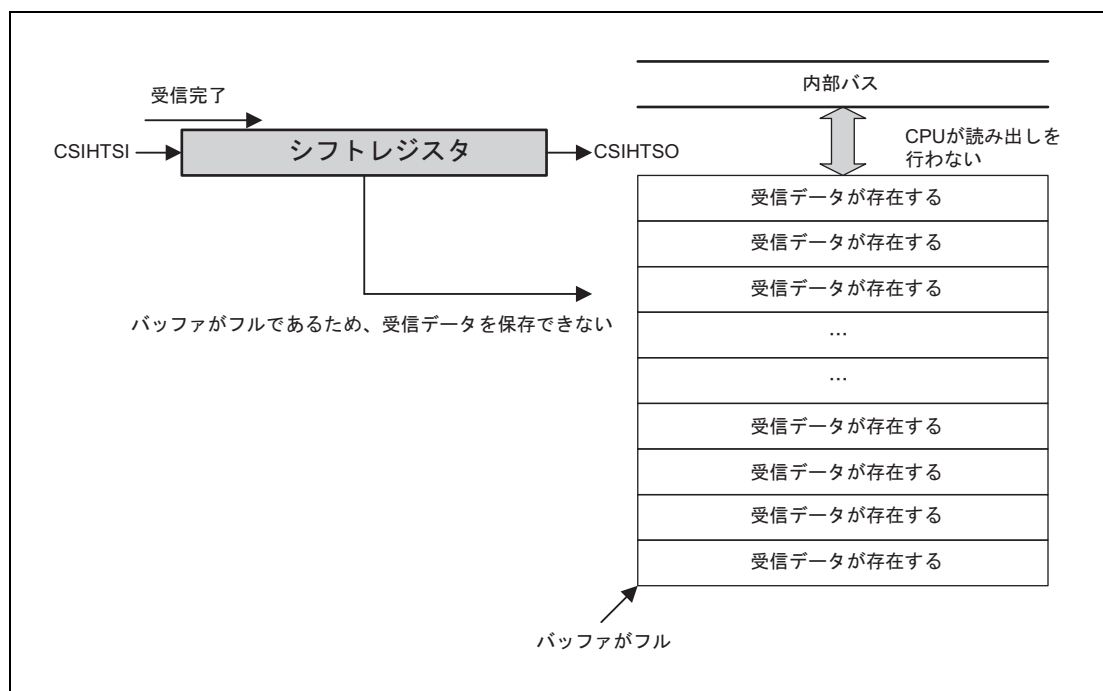 受信完了
CSIHTSI
シフトレジスタ
CSIHTSO
バッファがフルであるため、受信データを保存できない
内部バス
CPUが読み出しを
行わない
受信データが存在する
受信データが存在する
受信データが存在する
…
…
受信データが存在する
受信データが存在する
受信データが存在する
受信データが存在する
バッファがフル